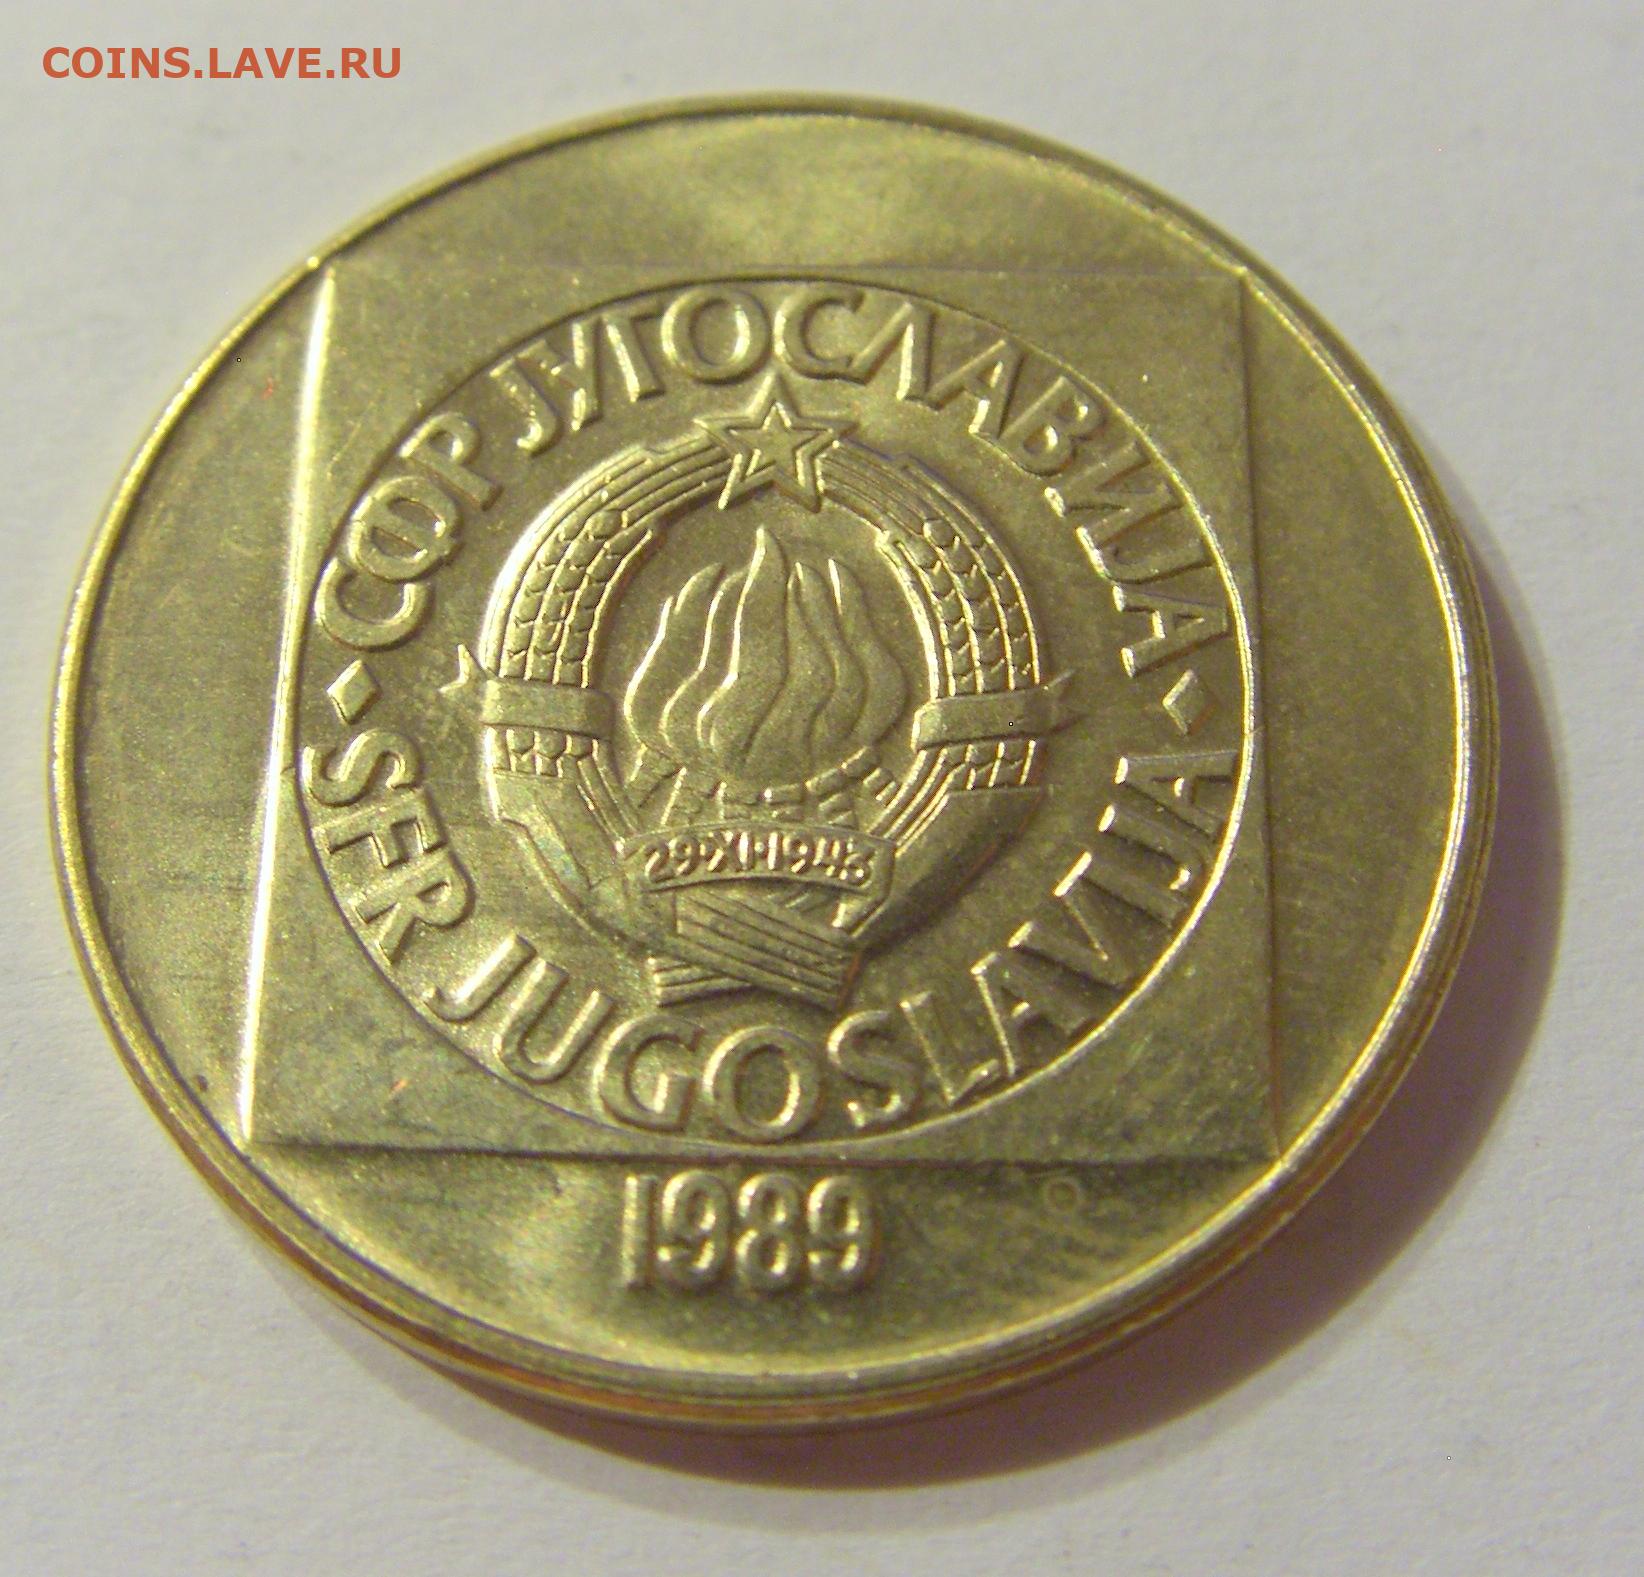 COINS.LAVE.RU
СФР ЈУГОСЛАВИЈА
29·XI·1943
SFR JUGOSLAVIJA
1989